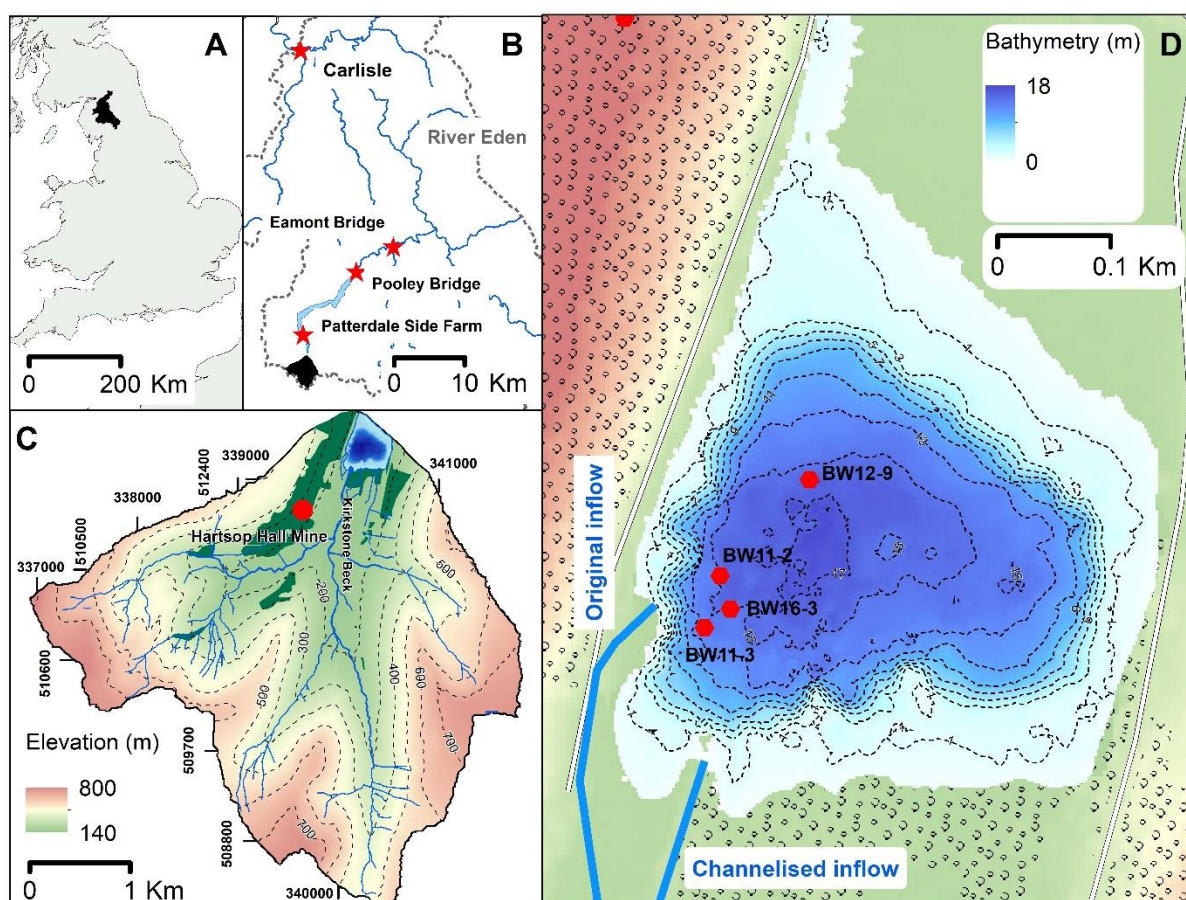 A
0
200 Km
B
Carlisle
River Eden
Eamont Bridge
Pooley Bridge
Patterdale Side Farm
0
10 Km
C
337000
510500
338000
512400
339000
341000
510600
509700
508800
340000
Hartsop Hall Mine
Kirkstone Beck
200
300
500
400
600
700
500
700
Elevation (m)
800
140
0
1 Km
D
Bathymetry (m)
18
0
0
0.1 Km
BW12-9
BW11-2
BW16-3
BW11-3
11
13
17
Original inflow
Channelised inflow